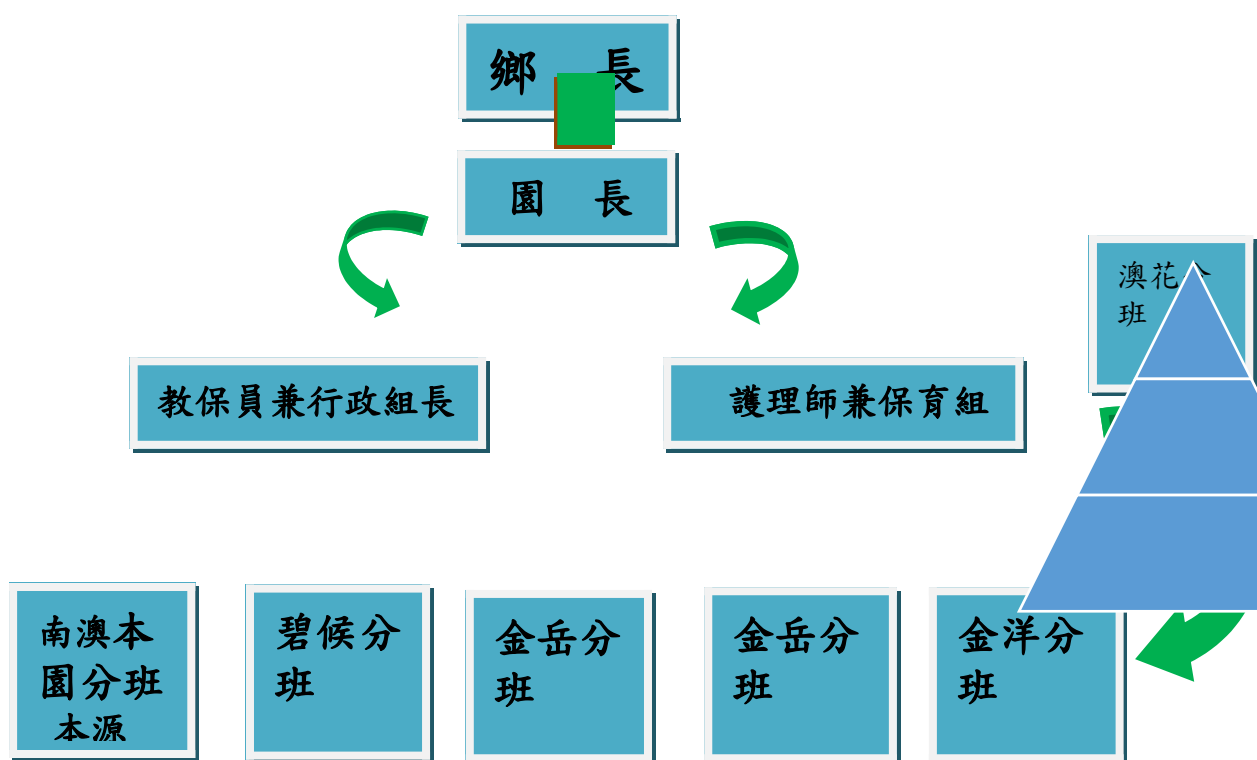 鄉 長
園 長
澳花分
班
教保員兼行政組長
護理師兼保育組
南澳本
園分班
本源
碧候分
班
金岳分
班
金岳分
班
金洋分
班